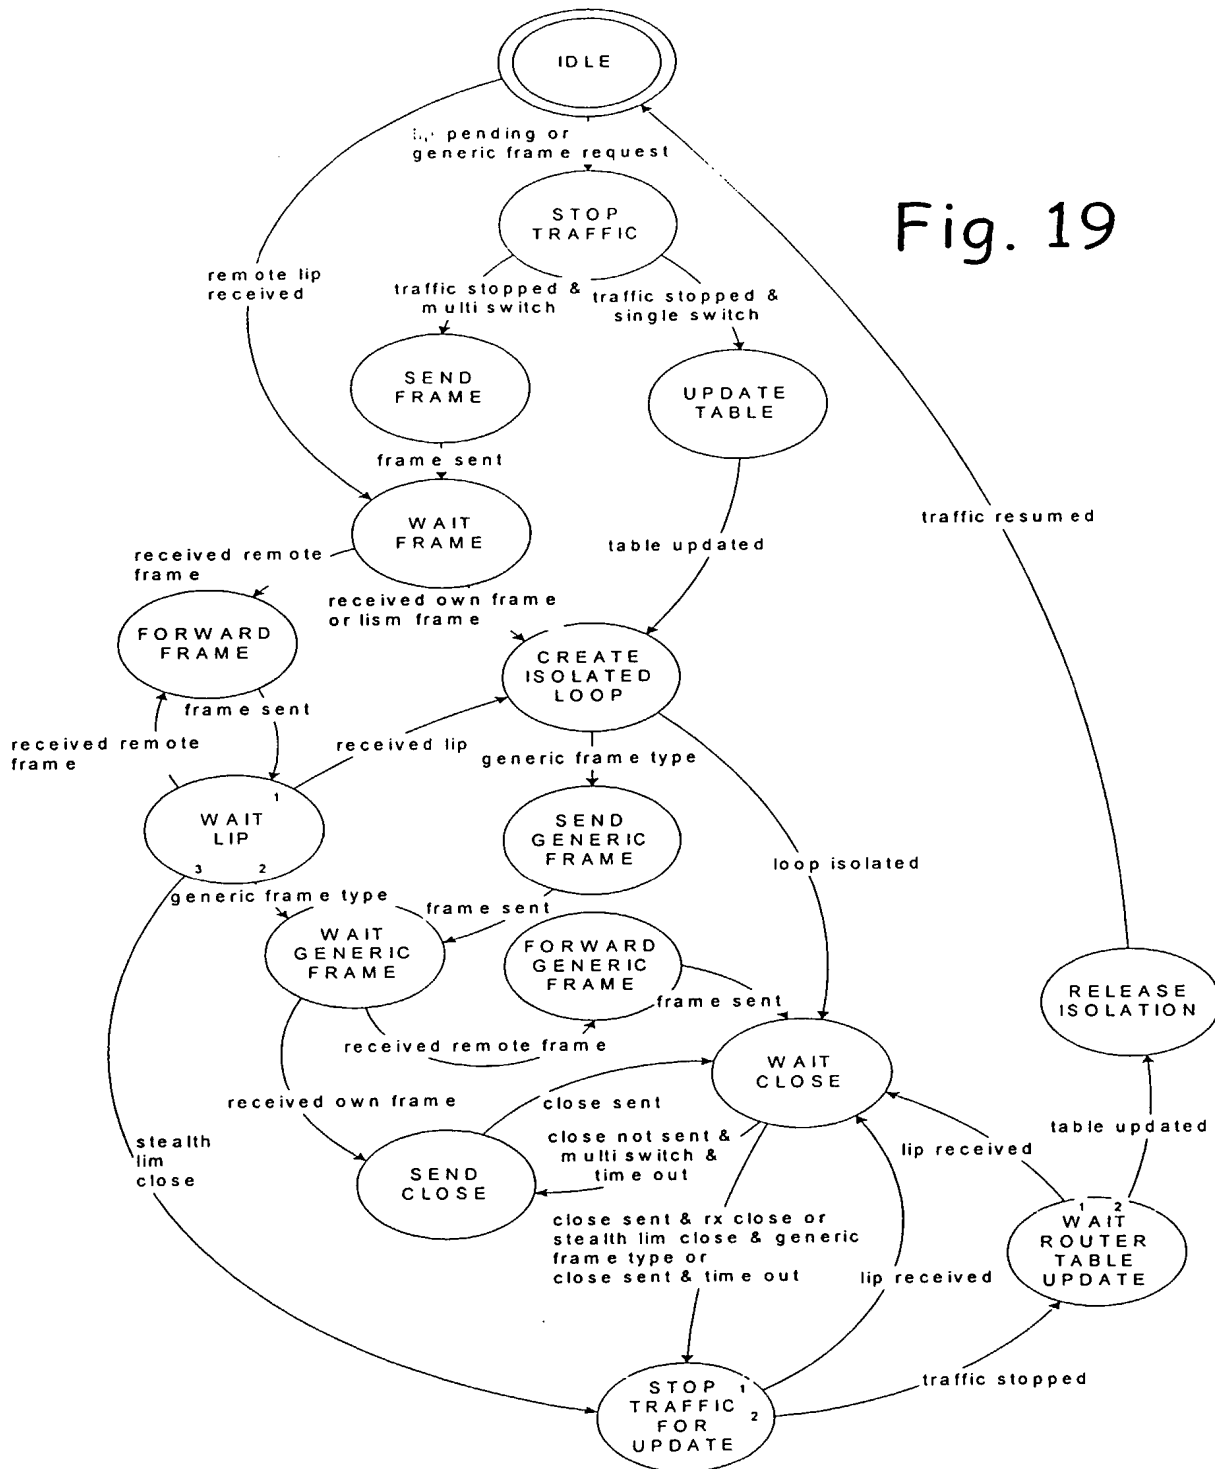 IDLE
pending or
generic frame request
STOP
TRAFFIC
Fig. 19
remote lip
received
traffic stopped &
multi switch
traffic stopped &
single switch
SEND
FRAME
UPDATE
TABLE
frame sent
WAIT
FRAME
traffic resumed
table updated
received remote
frame
received own frame
or lism frame
FORWARD
FRAME
CREATE
ISOLATED
LOOP
frame sent
received remote
frame
received lip
generic frame type
1
WAIT
LIP
3
2
SEND
GENERIC
FRAME
loop isolated
generic frame type
frame sent
WAIT
GENERIC
FRAME
FORWARD
GENERIC
FRAME
frame sent
RELEASE
ISOLATION
received remote frame
WAIT
CLOSE
received own frame
close sent
table updated
stealth
lim
close
close not sent &
multi switch &
time out
lip received
SEND
CLOSE
1
2
WAIT
ROUTER
TABLE
UPDATE
close sent & rx close or
stealth lim close & generic
frame type or
close sent & time out
lip received
traffic stopped
STOP
TRAFFIC
FOR
UPDATE
1
2